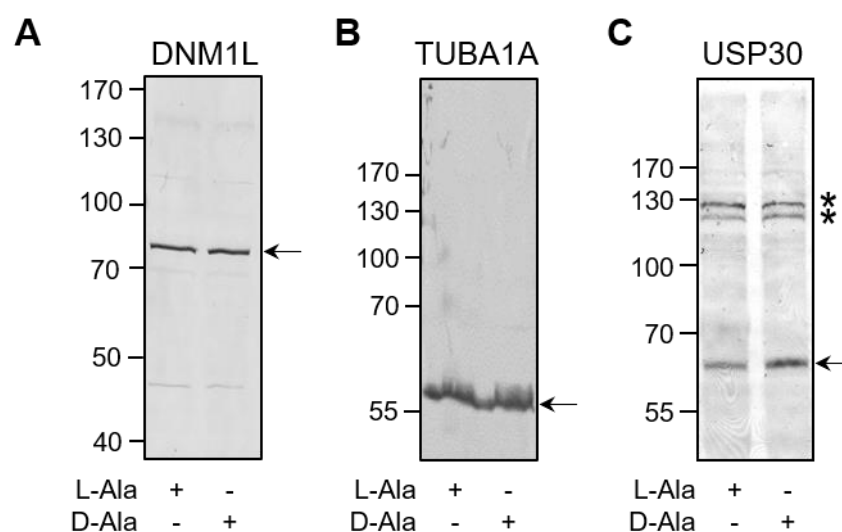 A
DNM1L
170
130
100
70
50
40
L-Ala + -
D-Ala - +
B
TUBA1A
170
130
100
70
55
L-Ala + -
D-Ala - +
C
USP30
170
130
100
70
55
*
*
L-Ala + -
D-Ala - +